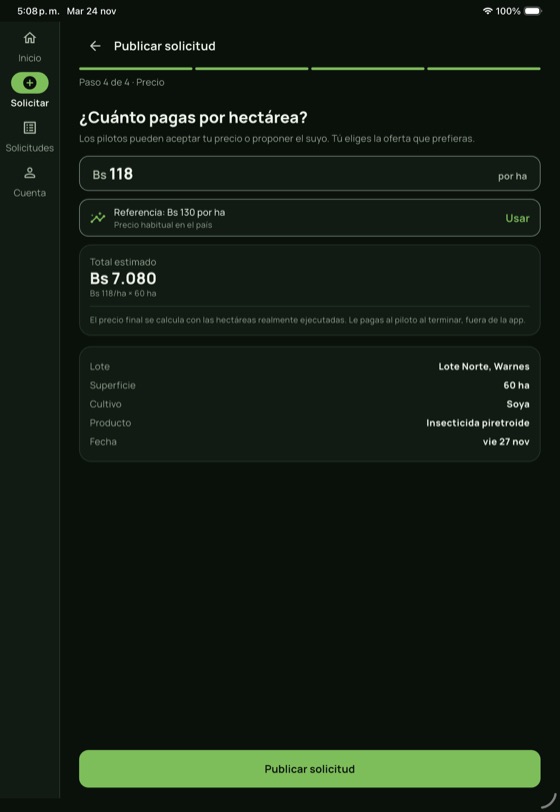 5:08 p. m. Mar 24 nov
100%
Inicio
Solicitar
Solicitudes
Cuenta
Publicar solicitud
Paso 4 de 4 · Precio
¿Cuánto pagas por hectárea?
Los pilotos pueden aceptar tu precio o proponer el suyo. Tú eliges la oferta que prefieras.
Bs 118 por ha
Referencia: Bs 130 por ha
Precio habitual en el país
Usar
Total estimado
Bs 7.080
Bs 118/ha × 60 ha
El precio final se calcula con las hectáreas realmente ejecutadas. Le pagas al piloto al terminar, fuera de la app.
Lote Lote Norte, Warnes
Superficie 60 ha
Cultivo Soya
Producto Insecticida piretroide
Fecha vie 27 nov
Publicar solicitud